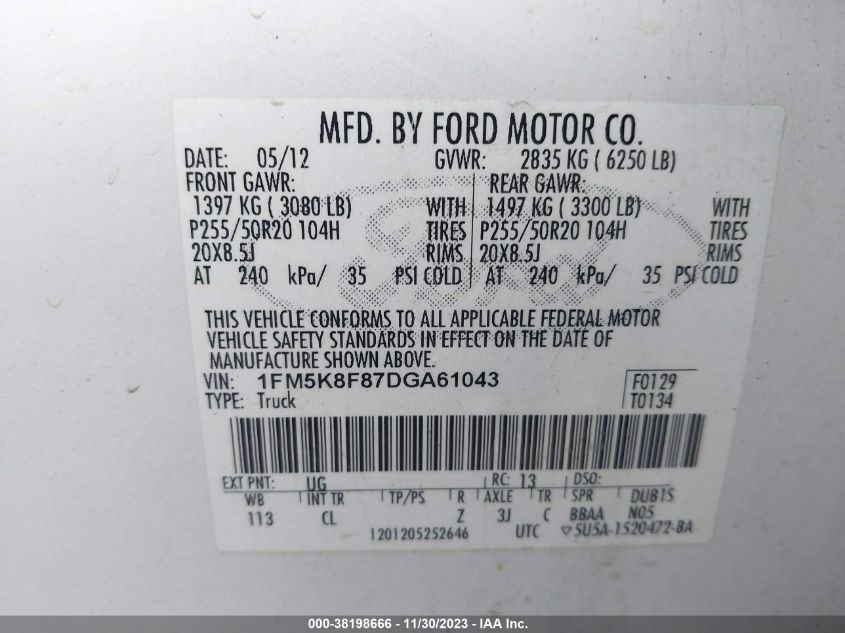 MFD. BY FORD MOTOR CO.
DATE: 05/12 GVWR: 2835 KG ( 6250 LB)
FRONT GAWR: REAR GAWR:
1397 KG ( 3080 LB) WITH 1497 KG ( 3300 LB) WITH
P255/50R20 104H TIRES P255/50R20 104H TIRES
20X8.5J RIMS 20X8.5J RIMS
AT 240 kPa/ 35 PSI COLD AT 240 kPa/ 35 PSI COLD
THIS VEHICLE CONFORMS TO ALL APPLICABLE FEDERAL MOTOR
VEHICLE SAFETY STANDARDS IN EFFECT ON THE DATE OF
MANUFACTURE SHOWN ABOVE.
VIN: 1FM5K8F87DGA61043 F0129
TYPE: Truck T0134
EXT PNT: UG RC: 13 DSO:
WB INT TR TP/PS R AXLE TR SPR DUB1S
113 CL Z 3J C BBAA N05
1201205252646 UTC ▽5U5A-1520472-BA
000-38198666 - 11/30/2023 - IAA Inc.